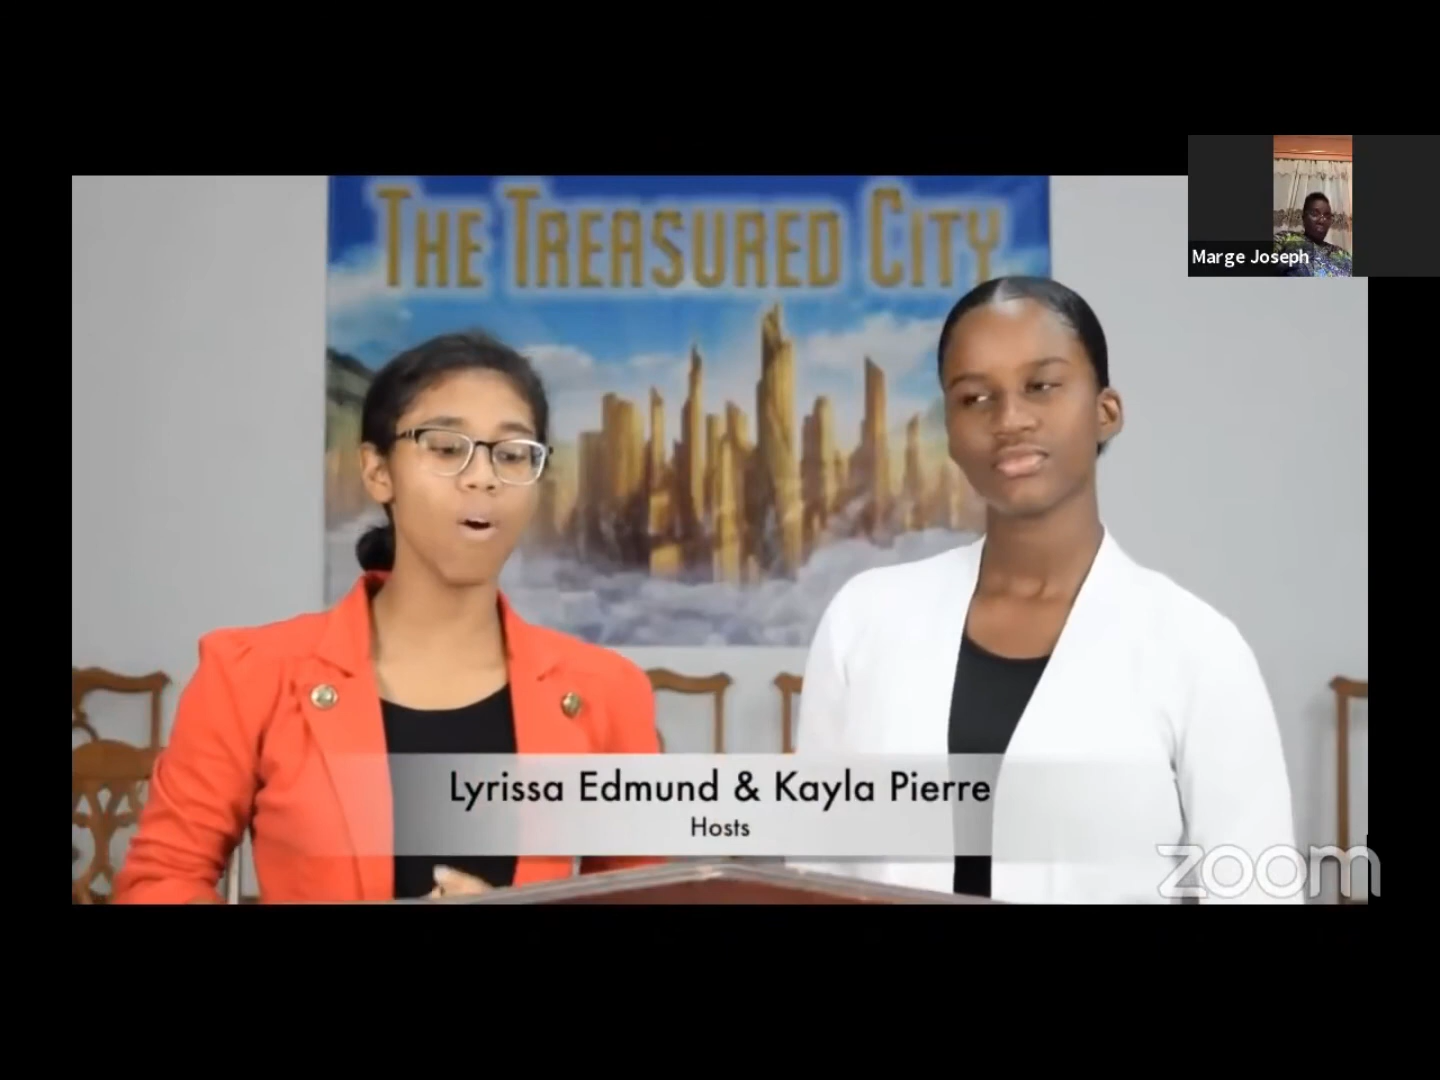 THE TREASURED CITY
Marge Joseph
Lyrissa Edmund & Kayla Pierre
Hosts
zoom